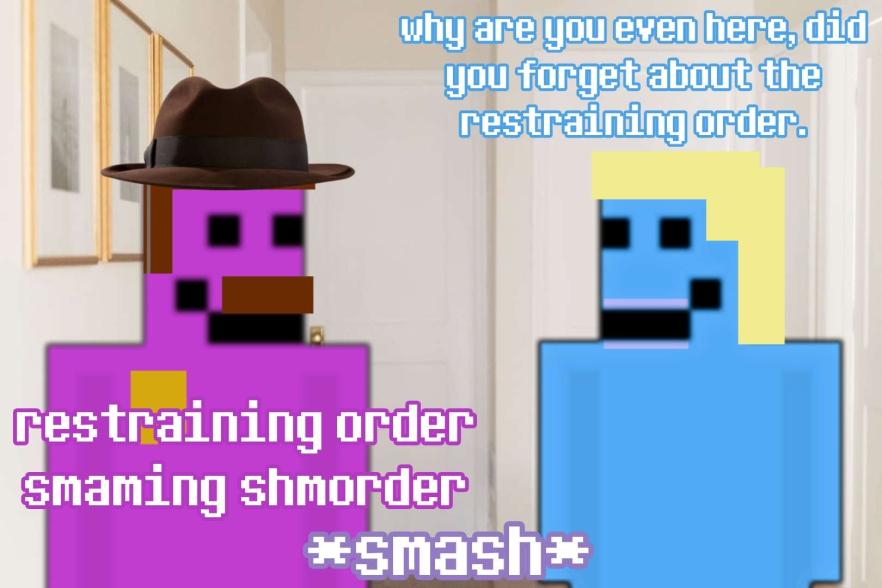 why are you even here, did
you forget about the
restraining order.
restraining order
smaming shmorder
*smash*